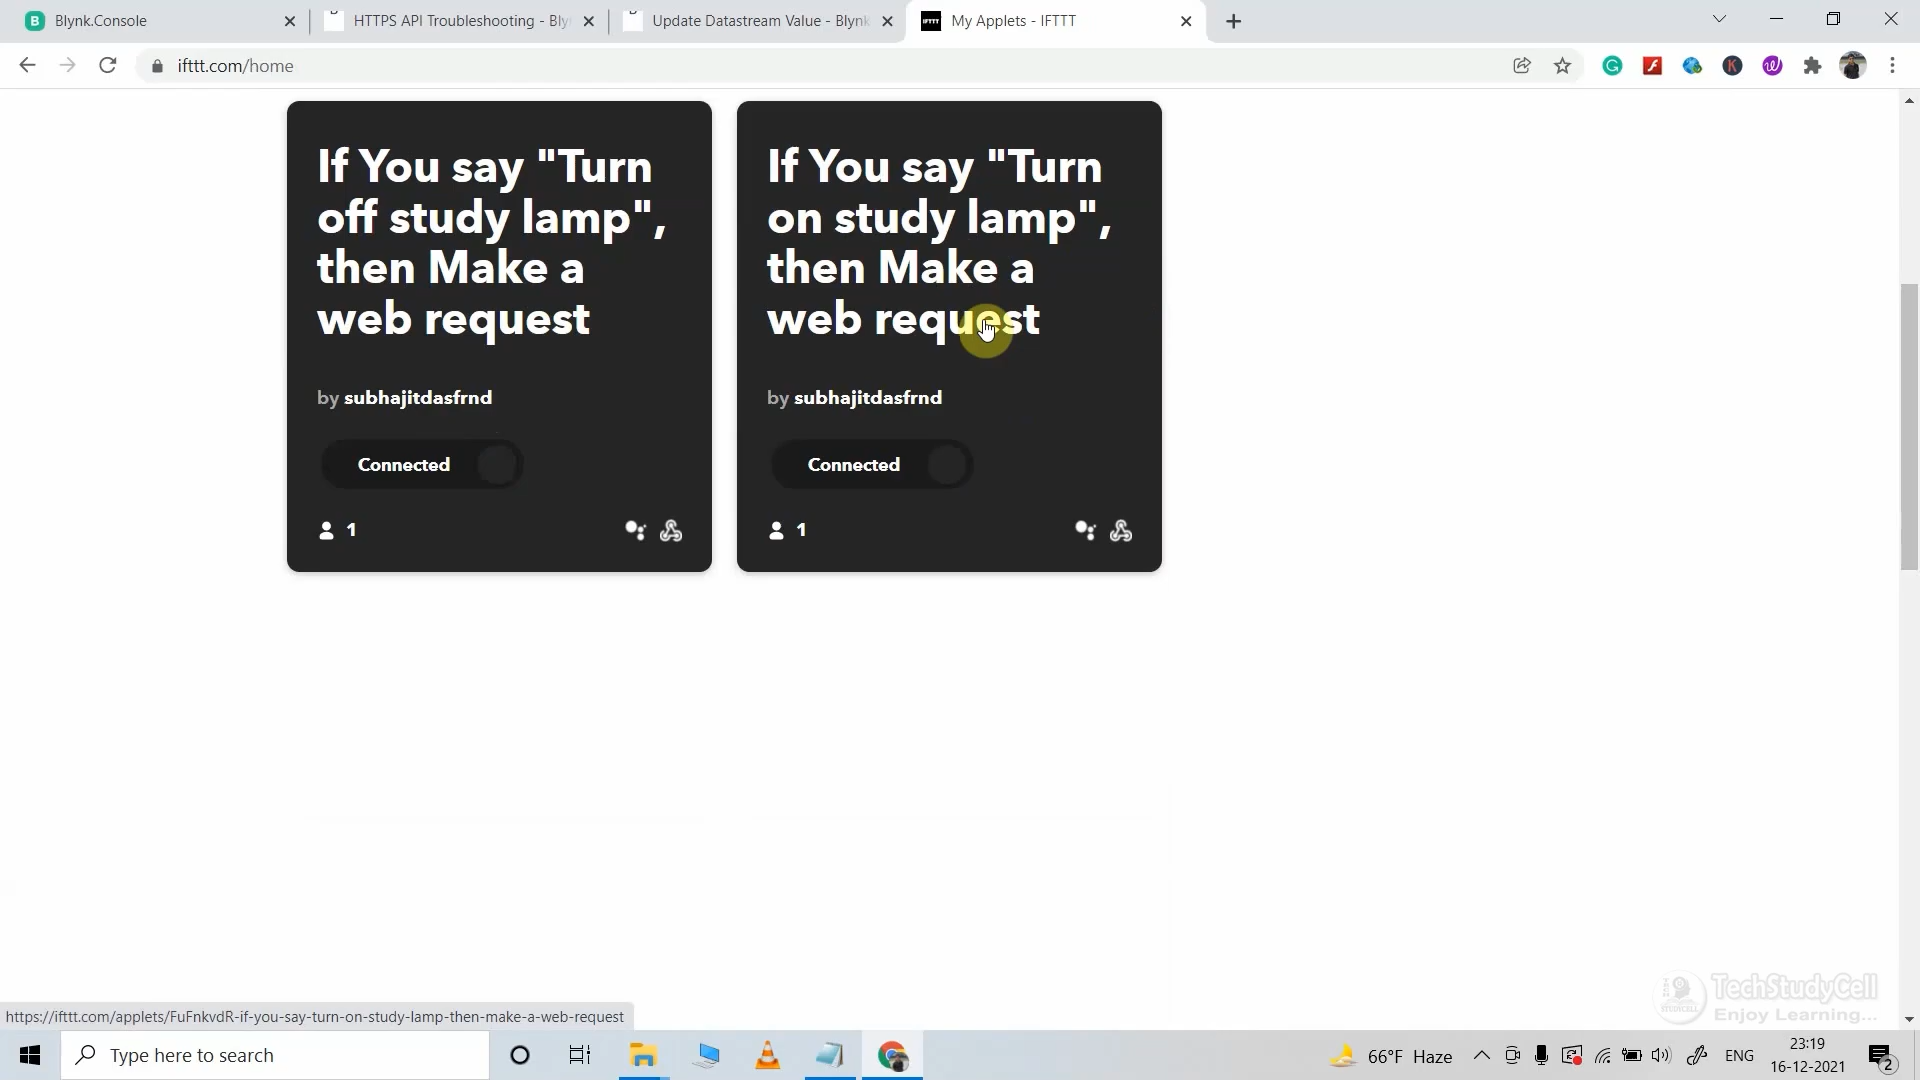 Blynk.Console
HTTPS API Troubleshooting - Bly
Update Datastream Value - Blynk
IFTTT
My Applets - IFTTT
ifttt.com/home
If You say "Turn
off study lamp",
then Make a
web request
by subhajitdasfrnd
Connected
1
If You say "Turn
on study lamp",
then Make a
web request
by subhajitdasfrnd
Connected
1
TechStudyCell
Enjoy Learning...
https://ifttt.com/applets/FuFnkvdR-if-you-say-turn-on-study-lamp-then-make-a-web-request
Type here to search
66°F Haze
ENG
23:19
16-12-2021
2